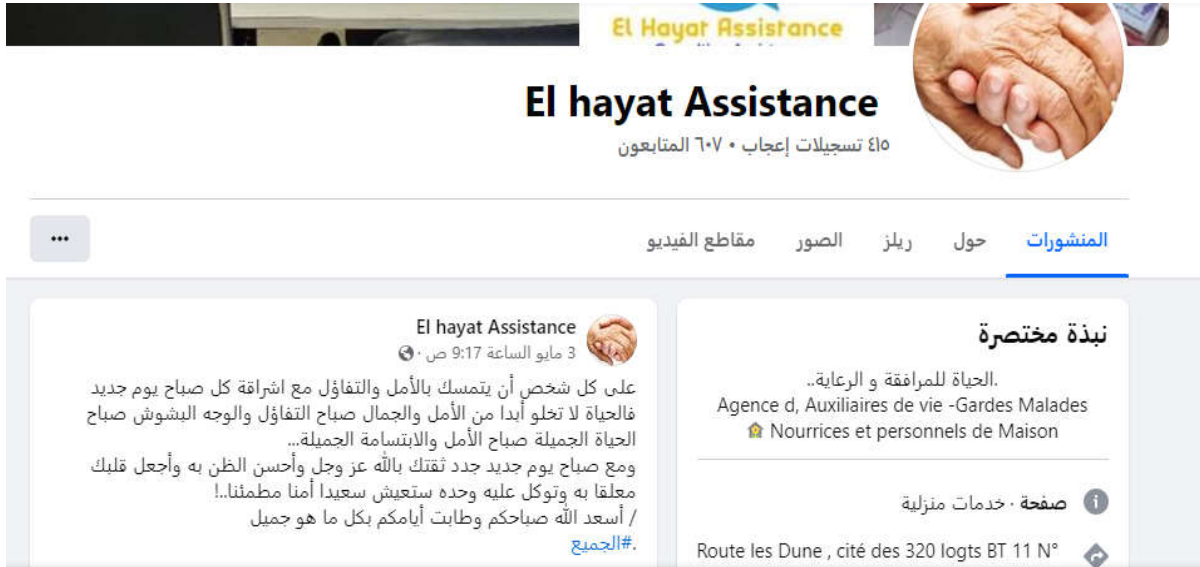 El Hayat Assistance
El hayat Assistance
٤١٥ تسجيلات إعجاب • ٦٠٧ المتابعون
المنشورات
حول
ريلز
الصور
مقاطع الفيديو
نبذة مختصرة
.الحياة للمرافقة و الرعاية..
Agence d, Auxiliaires de vie -Gardes Malades
Nourrices et personnels de Maison
صفحة · خدمات منزلية
Route les Dune , cité des 320 logts BT 11 N°
El hayat Assistance
3 مايو الساعة 9:17 ص ·
على كل شخص أن يتمسك بالأمل والتفاؤل مع اشراقة كل صباح يوم جديد
فالحياة لا تخلو أبدا من الأمل والجمال صباح التفاؤل والوجه البشوش صباح
الحياة الجميلة صباح الأمل والابتسامة الجميلة...
ومع صباح يوم جديد جدد ثقتك بالله عز وجل وأحسن الظن به وأجعل قلبك
معلقا به وتوكل عليه وحده ستعيش سعيدا أمنا مطمئنا..!
/ أسعد الله صباحكم وطابت أيامكم بكل ما هو جميل
.#الجميع